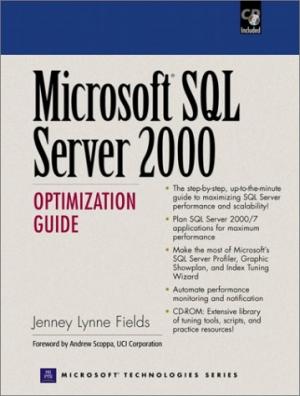 CD
Included
Microsoft® SQL
Server 2000
OPTIMIZATION
GUIDE
• The step-by-step, up-to-the-minute
guide to maximizing SQL Server
performance and scalability!
• Plan SQL Server 2000/7
applications for maximum
performance
• Make the most of Microsoft's
SQL Server Profiler, Graphic
Showplan, and Index Tuning
Wizard
• Automate performance
monitoring and notification
• CD-ROM: Extensive library
of tuning tools, scripts, and
practice resources!
Jenney Lynne Fields
Foreword by Andrew Scoppa, UCI Corporation
PH
PTR
MICROSOFT TECHNOLOGIES SERIES